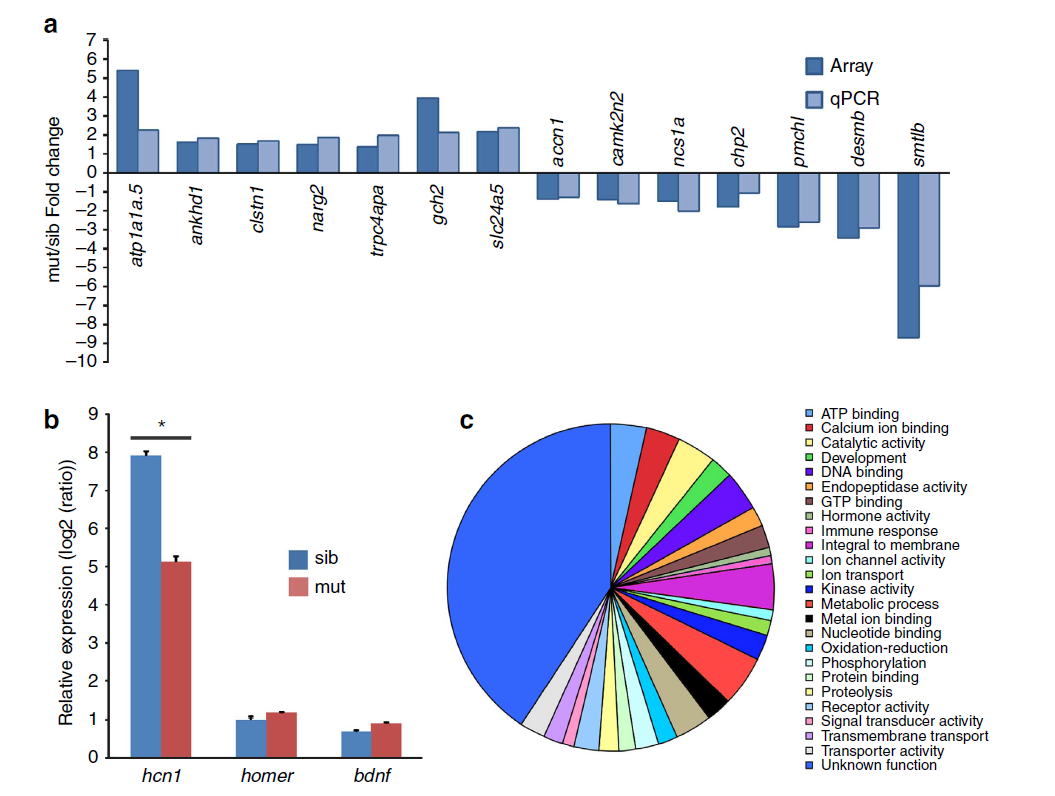 a
mut/sib Fold change
7
6
5
4
3
2
1
0
−1
−2
−3
−4
−5
−6
−7
−8
−9
−10
atp1a1a.5
ankhd1
clstn1
narg2
trpc4apa
gch2
slc24a5
accn1
camk2n2
ncs1a
chp2
pmchl
desmb
smtlb
Array
qPCR
b
Relative expression (log2 (ratio))
9
8
7
6
5
4
3
2
1
0
*
sib
mut
hcn1
homer
bdnf
c
ATP binding
Calcium ion binding
Catalytic activity
Development
DNA binding
Endopeptidase activity
GTP binding
Hormone activity
Immune response
Integral to membrane
Ion channel activity
Ion transport
Kinase activity
Metabolic process
Metal ion binding
Nucleotide binding
Oxidation-reduction
Phosphorylation
Protein binding
Proteolysis
Receptor activity
Signal transducer activity
Transmembrane transport
Transporter activity
Unknown function